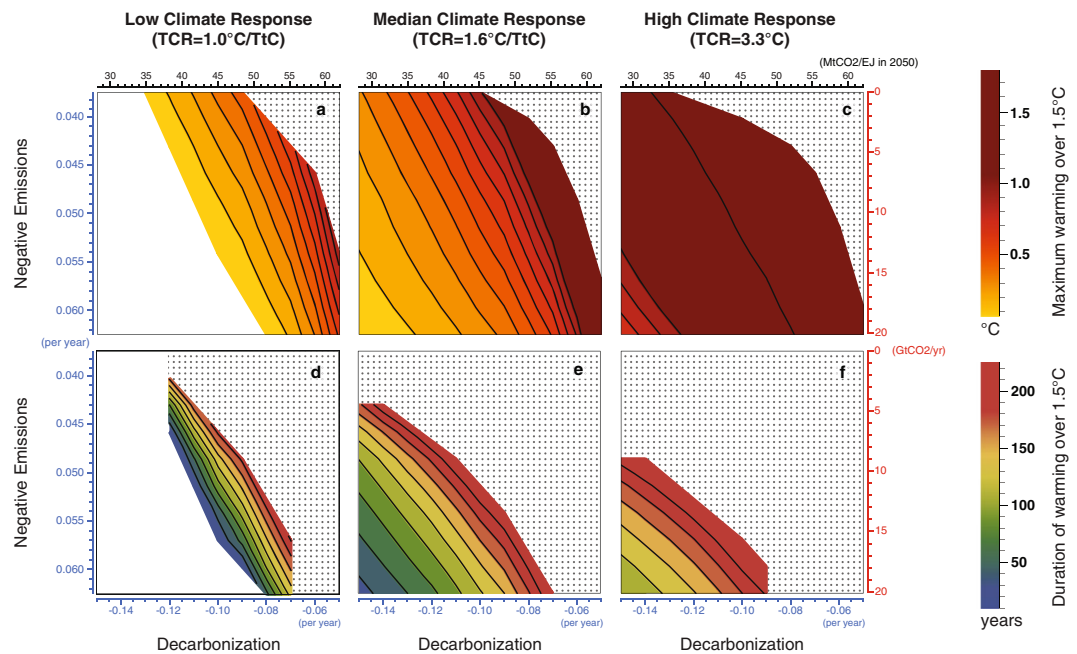 Low Climate Response
(TCR=1.0°C/TtC)
Median Climate Response
(TCR=1.6°C/TtC)
High Climate Response
(TCR=3.3°C)
(MtCO2/EJ in 2050)
30 35 40 45 50 55 60
30 35 40 45 50 55 60
30 40 50 60
a
b
c
Negative Emissions
0.040
0.045
0.050
0.055
0.060
(per year)
0
5
10
15
20
(GtCO2/yr)
1.5
1.0
0.5
°C
Maximum warming over 1.5°C
d
e
f
Negative Emissions
0.040
0.045
0.050
0.055
0.060
0
5
10
15
20
200
150
100
50
years
Duration of warming over 1.5°C
-0.14 -0.12 -0.10 -0.08 -0.06
(per year)
-0.14 -0.12 -0.10 -0.08 -0.06
(per year)
-0.14 -0.12 -0.10 -0.08 -0.06
(per year)
Decarbonization
Decarbonization
Decarbonization